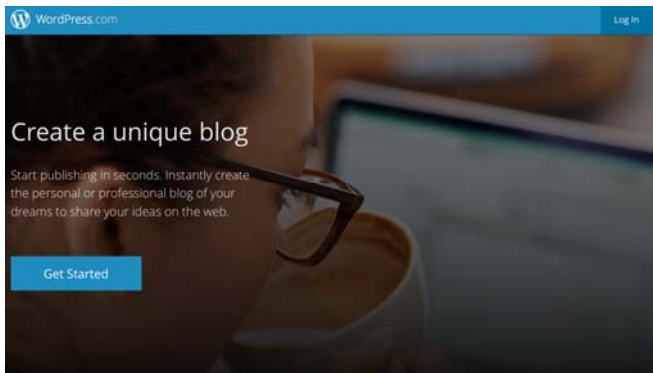 WordPress.com
Log In
Create a unique blog
Start publishing in seconds. Instantly create
the personal or professional blog of your
dreams to share your ideas on the web.
Get Started